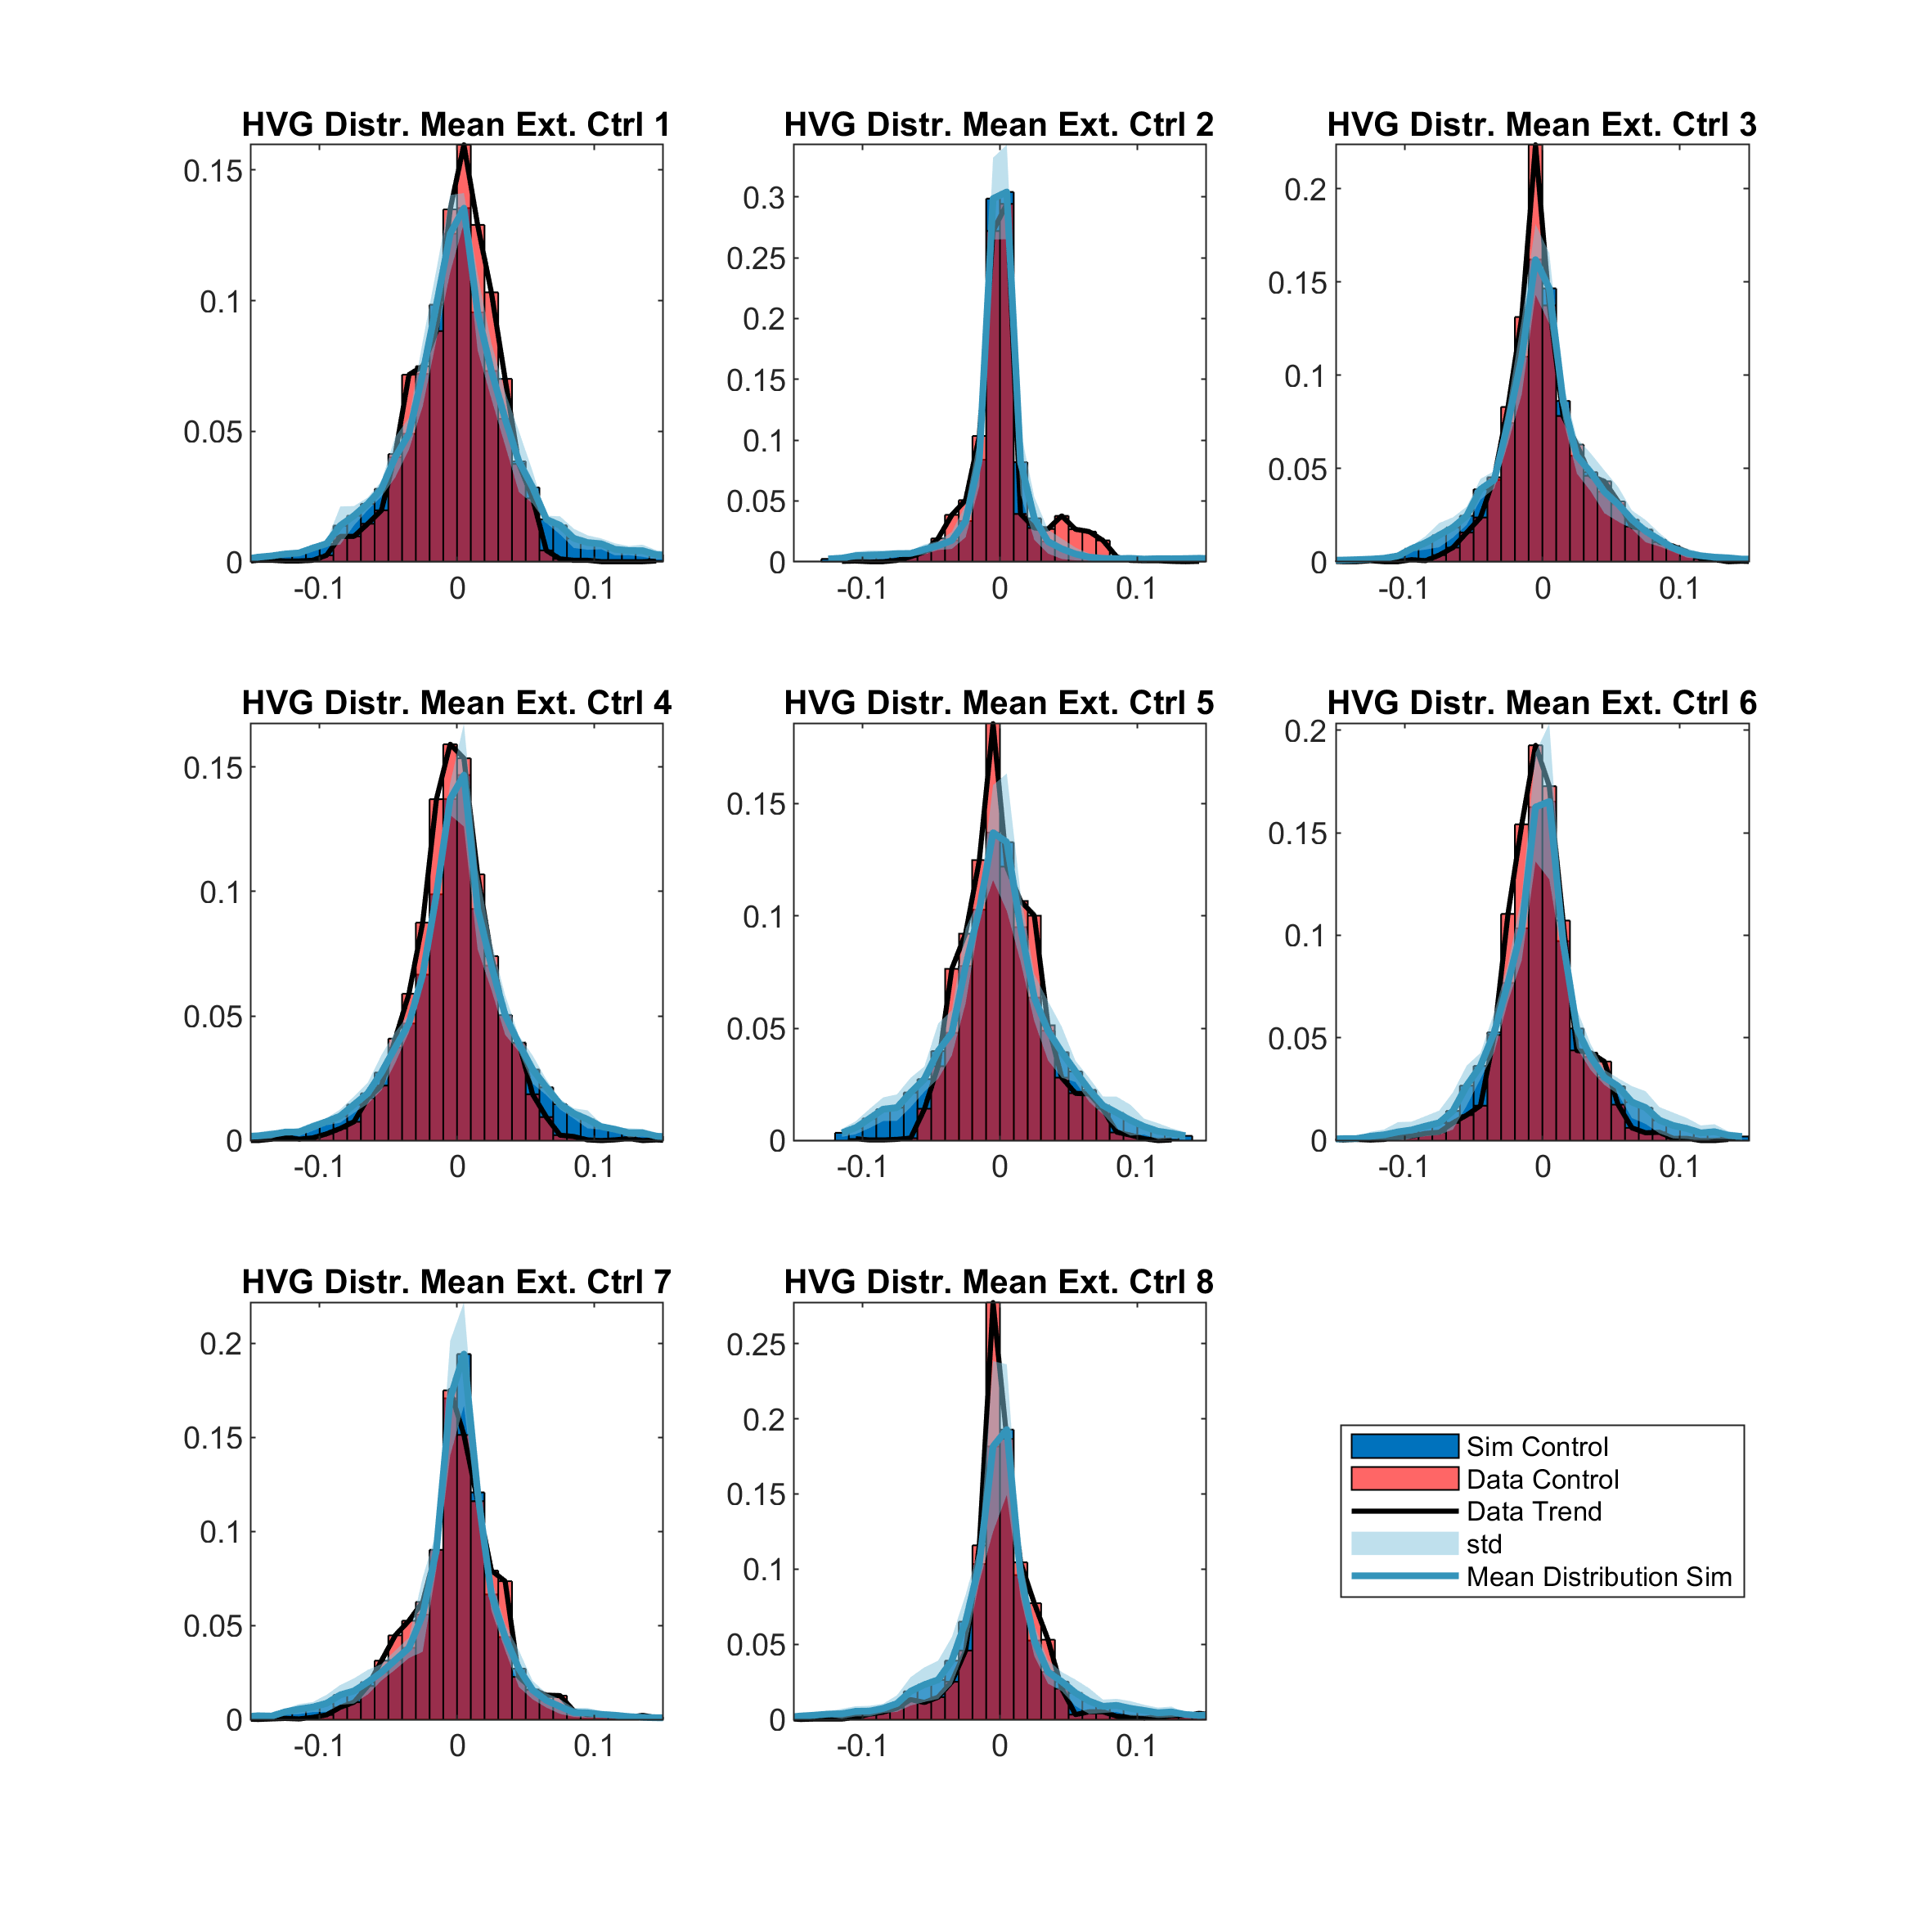 HVG Distr. Mean Ext. Ctrl 1
0.15
0.1
0.05
0
-0.1 0 0.1
HVG Distr. Mean Ext. Ctrl 2
0.3
0.25
0.2
0.15
0.1
0.05
0
-0.1 0 0.1
HVG Distr. Mean Ext. Ctrl 3
0.2
0.15
0.1
0.05
0
-0.1 0 0.1
HVG Distr. Mean Ext. Ctrl 4
0.15
0.1
0.05
0
-0.1 0 0.1
HVG Distr. Mean Ext. Ctrl 5
0.15
0.1
0.05
0
-0.1 0 0.1
HVG Distr. Mean Ext. Ctrl 6
0.2
0.15
0.1
0.05
0
-0.1 0 0.1
HVG Distr. Mean Ext. Ctrl 7
0.2
0.15
0.1
0.05
0
-0.1 0 0.1
HVG Distr. Mean Ext. Ctrl 8
0.25
0.2
0.15
0.1
0.05
0
-0.1 0 0.1
Sim Control
Data Control
Data Trend
std
Mean Distribution Sim